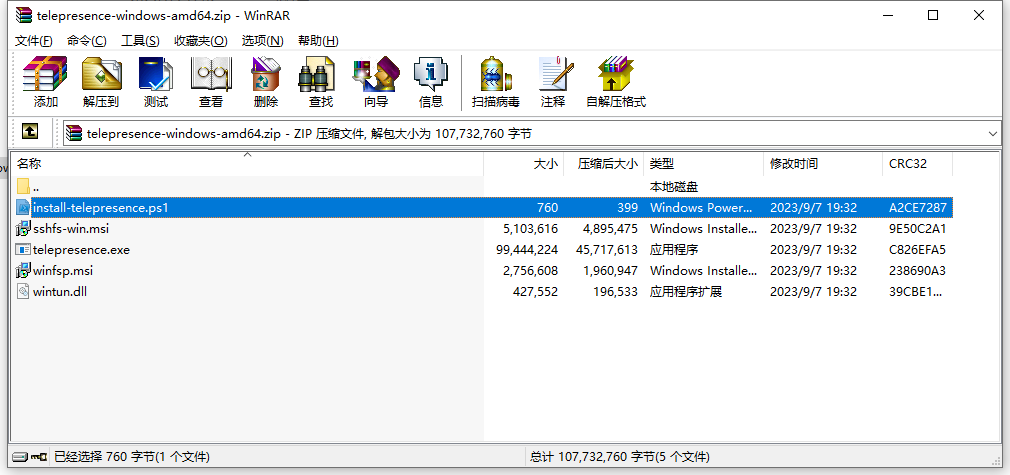 telepresence-windows-amd64.zip - WinRAR
文件(F) 命令(C) 工具(S) 收藏夹(O) 选项(N) 帮助(H)
添加 解压到 测试 查看 删除 查找 向导 信息 扫描病毒 注释 自解压格式
telepresence-windows-amd64.zip - ZIP 压缩文件, 解包大小为 107,732,760 字节
名称 大小 压缩后大小 类型 修改时间 CRC32
.. 本地磁盘
install-telepresence.ps1 760 399 Windows Power... 2023/9/7 19:32 A2CE7287
sshfs-win.msi 5,103,616 4,895,475 Windows Installe... 2023/9/7 19:32 9E50C2A1
telepresence.exe 99,444,224 45,717,613 应用程序 2023/9/7 19:32 C826EFA5
winfsp.msi 2,756,608 1,960,947 Windows Installe... 2023/9/7 19:32 238690A3
wintun.dll 427,552 196,533 应用程序扩展 2023/9/7 19:32 39CBE1...
已经选择 760 字节(1 个文件) 总计 107,732,760 字节(5 个文件)